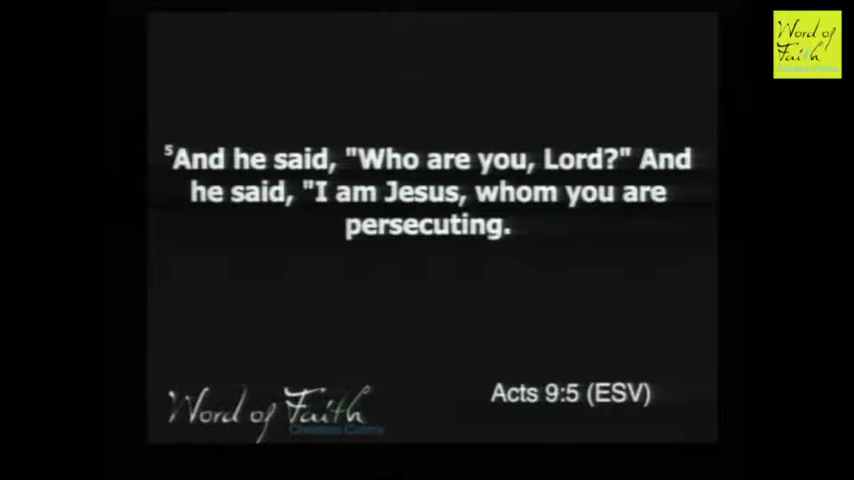 Word of
Faith
⁵And he said, "Who are you, Lord?" And
he said, "I am Jesus, whom you are
persecuting.
Word of Faith
Acts 9:5 (ESV)